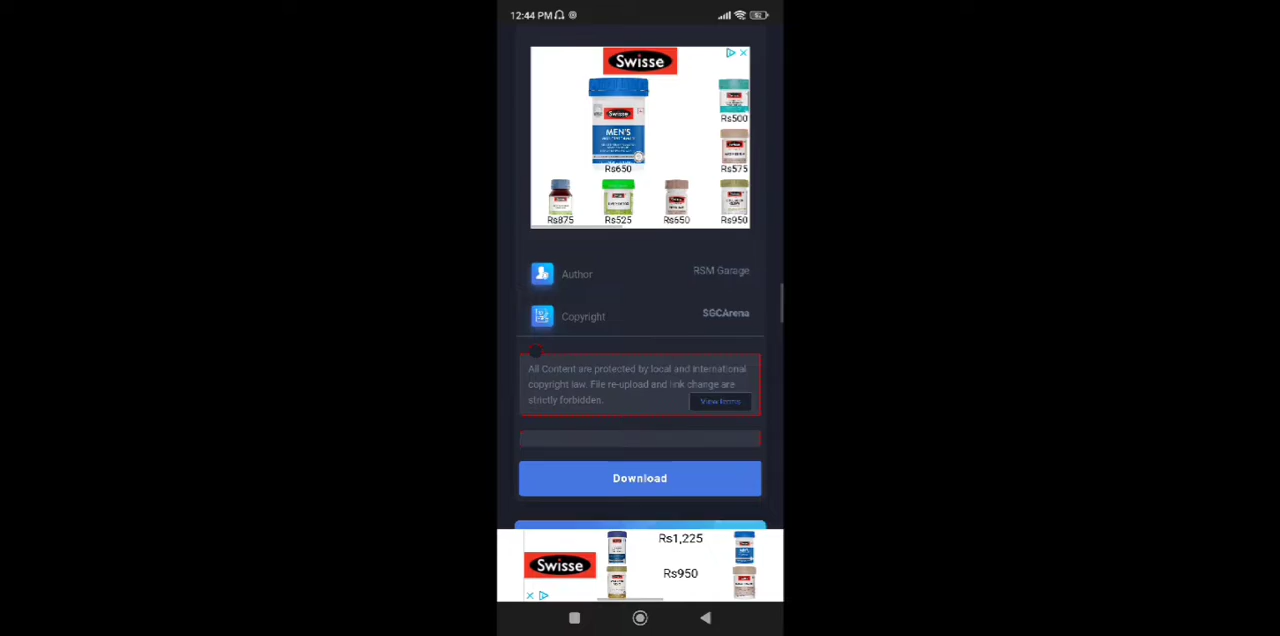 12:44 PM
Swisse
Swisse
MEN'S
Rs650
Rs500
Rs575
Rs875
Rs525
Rs650
Rs950
Author
RSM Garage
Copyright
SGCArena
All Content are protected by local and International
copyright law. File re-upload and link change are
strictly forbidden.
View Terms
Download
Swisse
Rs1,225
Rs950